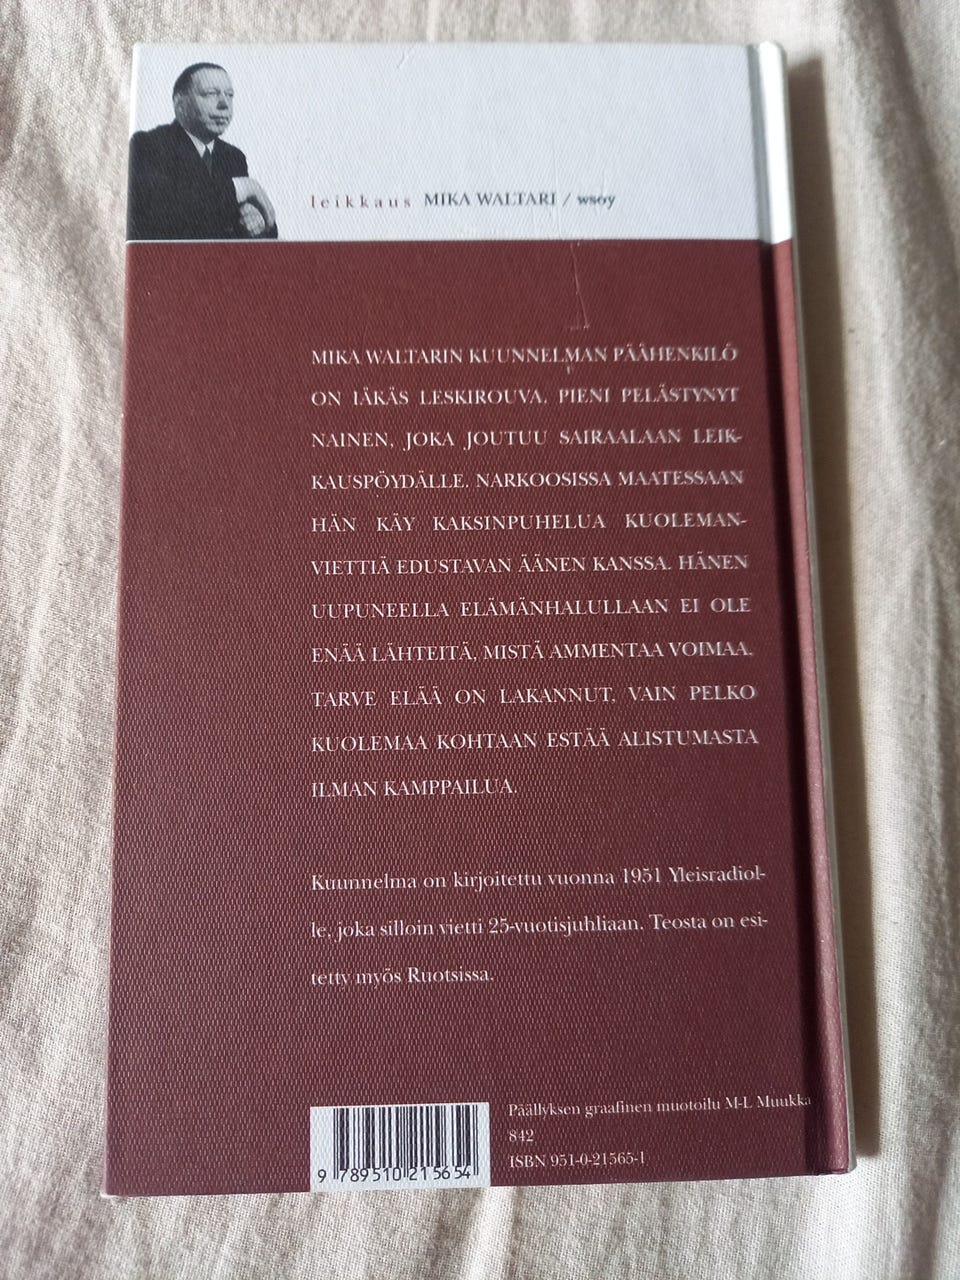 leikkaus MIKA WALTARI / wsoy
MIKA WALTARIN KUUNNELMAN PÄÄHENKILÖ
ON IÄKÄS LESKIROUVA, PIENI PELÄSTYNYT
NAINEN, JOKA JOUTUU SAIRAALAAN LEIK-
KAUSPÖYDÄLLE. NARKOOSISSA MAATESSAAN
HÄN KÄY KAKSINPUHELUA KUOLEMAN-
VIETTIÄ EDUSTAVAN ÄÄNEN KANSSA. HÄNEN
UUPUNEELLA ELÄMÄNHALULLAAN EI OLE
ENÄÄ LÄHTEITÄ, MISTÄ AMMENTAA VOIMAA.
TARVE ELÄÄ ON LAKANNUT, VAIN PELKO
KUOLEMAA KOHTAAN ESTÄÄ ALISTUMASTA
ILMAN KAMPPAILUA.
Kuunnelma on kirjoitettu vuonna 1951 Yleisradiol-
le, joka silloin vietti 25-vuotisjuhliaan. Teosta on esi-
tetty myös Ruotsissa.
Päällyksen graafinen muotoilu M-L Muukka
842
ISBN 951-0-21565-1
9 789510 215654